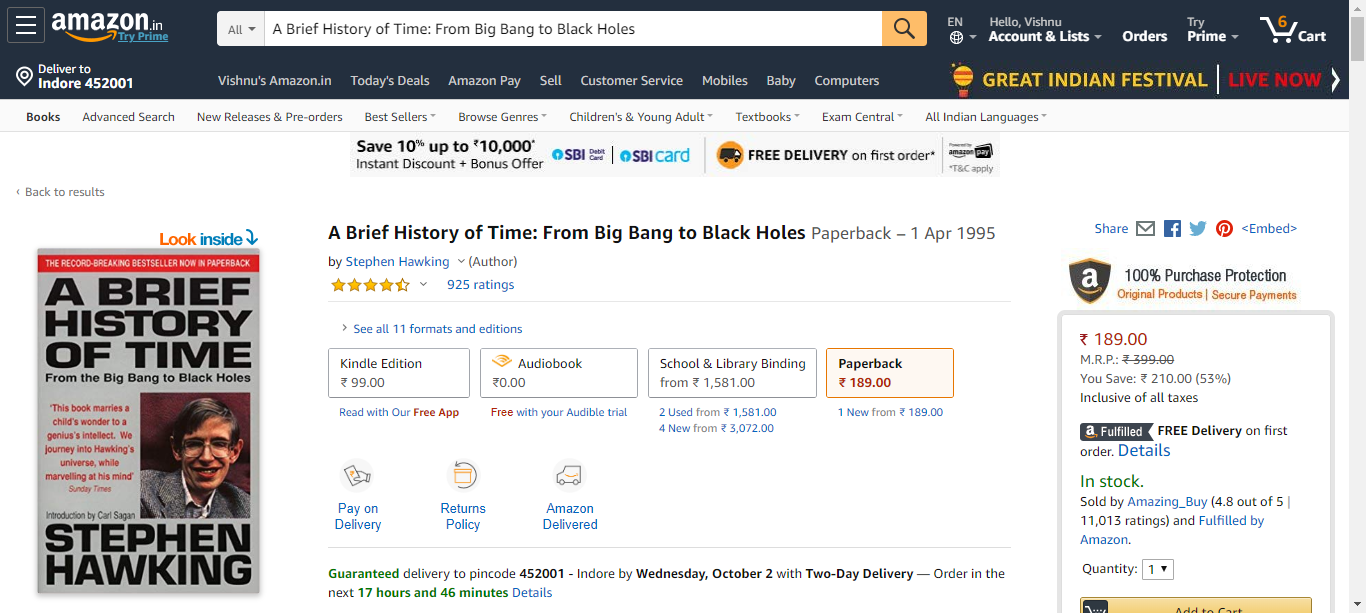 amazon.in
Try Prime
All
A Brief History of Time: From Big Bang to Black Holes
EN
Hello, Vishnu
Account & Lists
Orders
Try
Prime
6
Cart
Deliver to
Indore 452001
Vishnu's Amazon.in Today's Deals Amazon Pay Sell Customer Service Mobiles Baby Computers
GREAT INDIAN FESTIVAL | LIVE NOW
Books Advanced Search New Releases & Pre-orders Best Sellers Browse Genres Children's & Young Adult Textbooks Exam Central All Indian Languages
Save 10% up to ₹10,000*
Instant Discount + Bonus Offer
SBI Debit Card
SBI card
FREE DELIVERY on first order*
Powered by
amazon pay
*T&C apply
‹ Back to results
Look inside
THE RECORD-BREAKING BESTSELLER NOW IN PAPERBACK
A BRIEF
HISTORY
OF TIME
From the Big Bang to Black Holes
'This book marries a
child's wonder to a
genius's intellect. We
journey into Hawking's
universe, while
marvelling at his mind'
Sunday Times
Introduction by Carl Sagan
STEPHEN
HAWKING
A Brief History of Time: From Big Bang to Black Holes Paperback – 1 Apr 1995
by Stephen Hawking (Author)
925 ratings
See all 11 formats and editions
Kindle Edition
₹ 99.00
Read with Our Free App
Audiobook
₹0.00
Free with your Audible trial
School & Library Binding
from ₹ 1,581.00
2 Used from ₹ 1,581.00
4 New from ₹ 3,072.00
Paperback
₹ 189.00
1 New from ₹ 189.00
Pay on
Delivery
Returns
Policy
Amazon
Delivered
Guaranteed delivery to pincode 452001 - Indore by Wednesday, October 2 with Two-Day Delivery — Order in the
next 17 hours and 46 minutes Details
Share <Embed>
100% Purchase Protection
Original Products | Secure Payments
₹ 189.00
M.R.P.: ₹ 399.00
You Save: ₹ 210.00 (53%)
Inclusive of all taxes
Fulfilled FREE Delivery on first
order. Details
In stock.
Sold by Amazing_Buy (4.8 out of 5 |
11,013 ratings) and Fulfilled by
Amazon.
Quantity: 1
Add to Cart